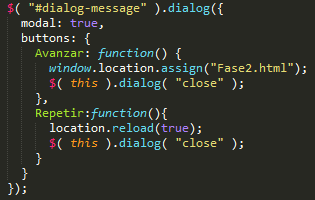 $( "#dialog-message" ).dialog({
  modal: true,
  buttons: {
    Avanzar: function() {
      window.location.assign("Fase2.html");
      $( this ).dialog( "close" );
    },
    Repetir:function(){
      location.reload(true);
      $( this ).dialog( "close" );
    }
  }
});